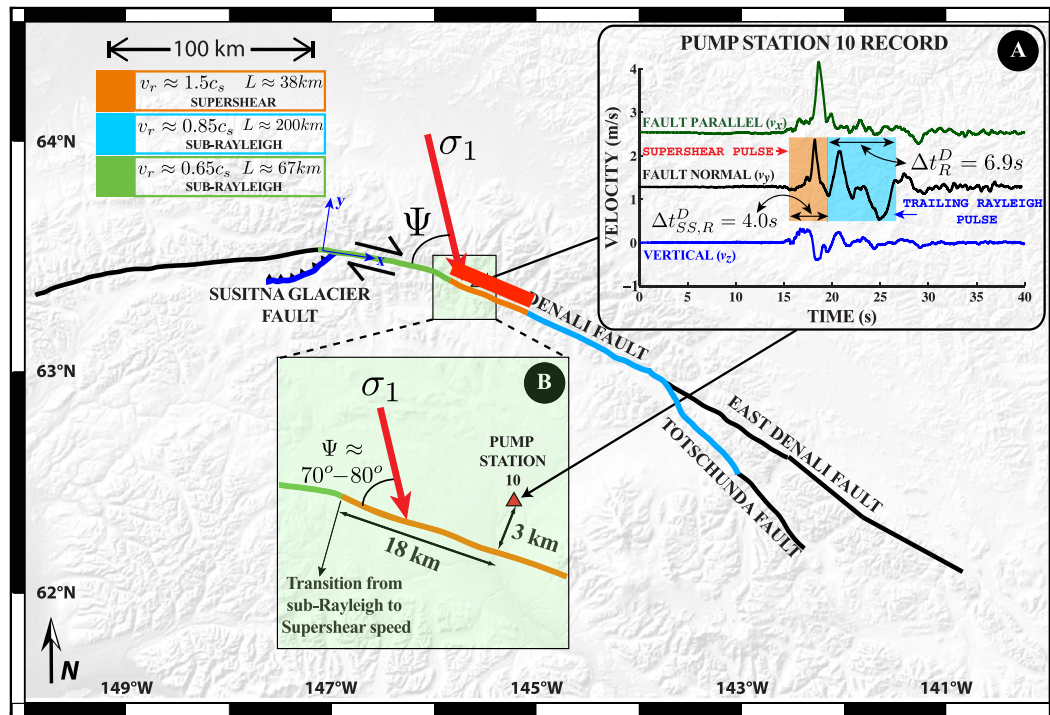 100 km
v_r ≈ 1.5c_s L ≈ 38km
SUPERSHEAR
v_r ≈ 0.85c_s L ≈ 200km
SUB-RAYLEIGH
v_r ≈ 0.65c_s L ≈ 67km
SUB-RAYLEIGH
64°N
63°N
62°N
149°W
147°W
145°W
143°W
141°W
σ₁
Ψ
y
x
SUSITNA GLACIER
FAULT
DENALI FAULT
EAST DENALI FAULT
TOTSCHUNDA FAULT
N
PUMP STATION 10 RECORD
A
VELOCITY (m/s)
4
3
2
1
0
−1
FAULT PARALLEL (v_x)
SUPERSHEAR PULSE
Δt_R^D = 6.9s
FAULT NORMAL (v_y)
Δt_{SS,R}^D = 4.0s
TRAILING RAYLEIGH
PULSE
VERTICAL (v_z)
0 5 10 15 20 25 30 35 40
TIME (s)
B
σ₁
Ψ ≈
70°−80°
PUMP
STATION
10
3 km
18 km
Transition from
sub-Rayleigh to
Supershear speed